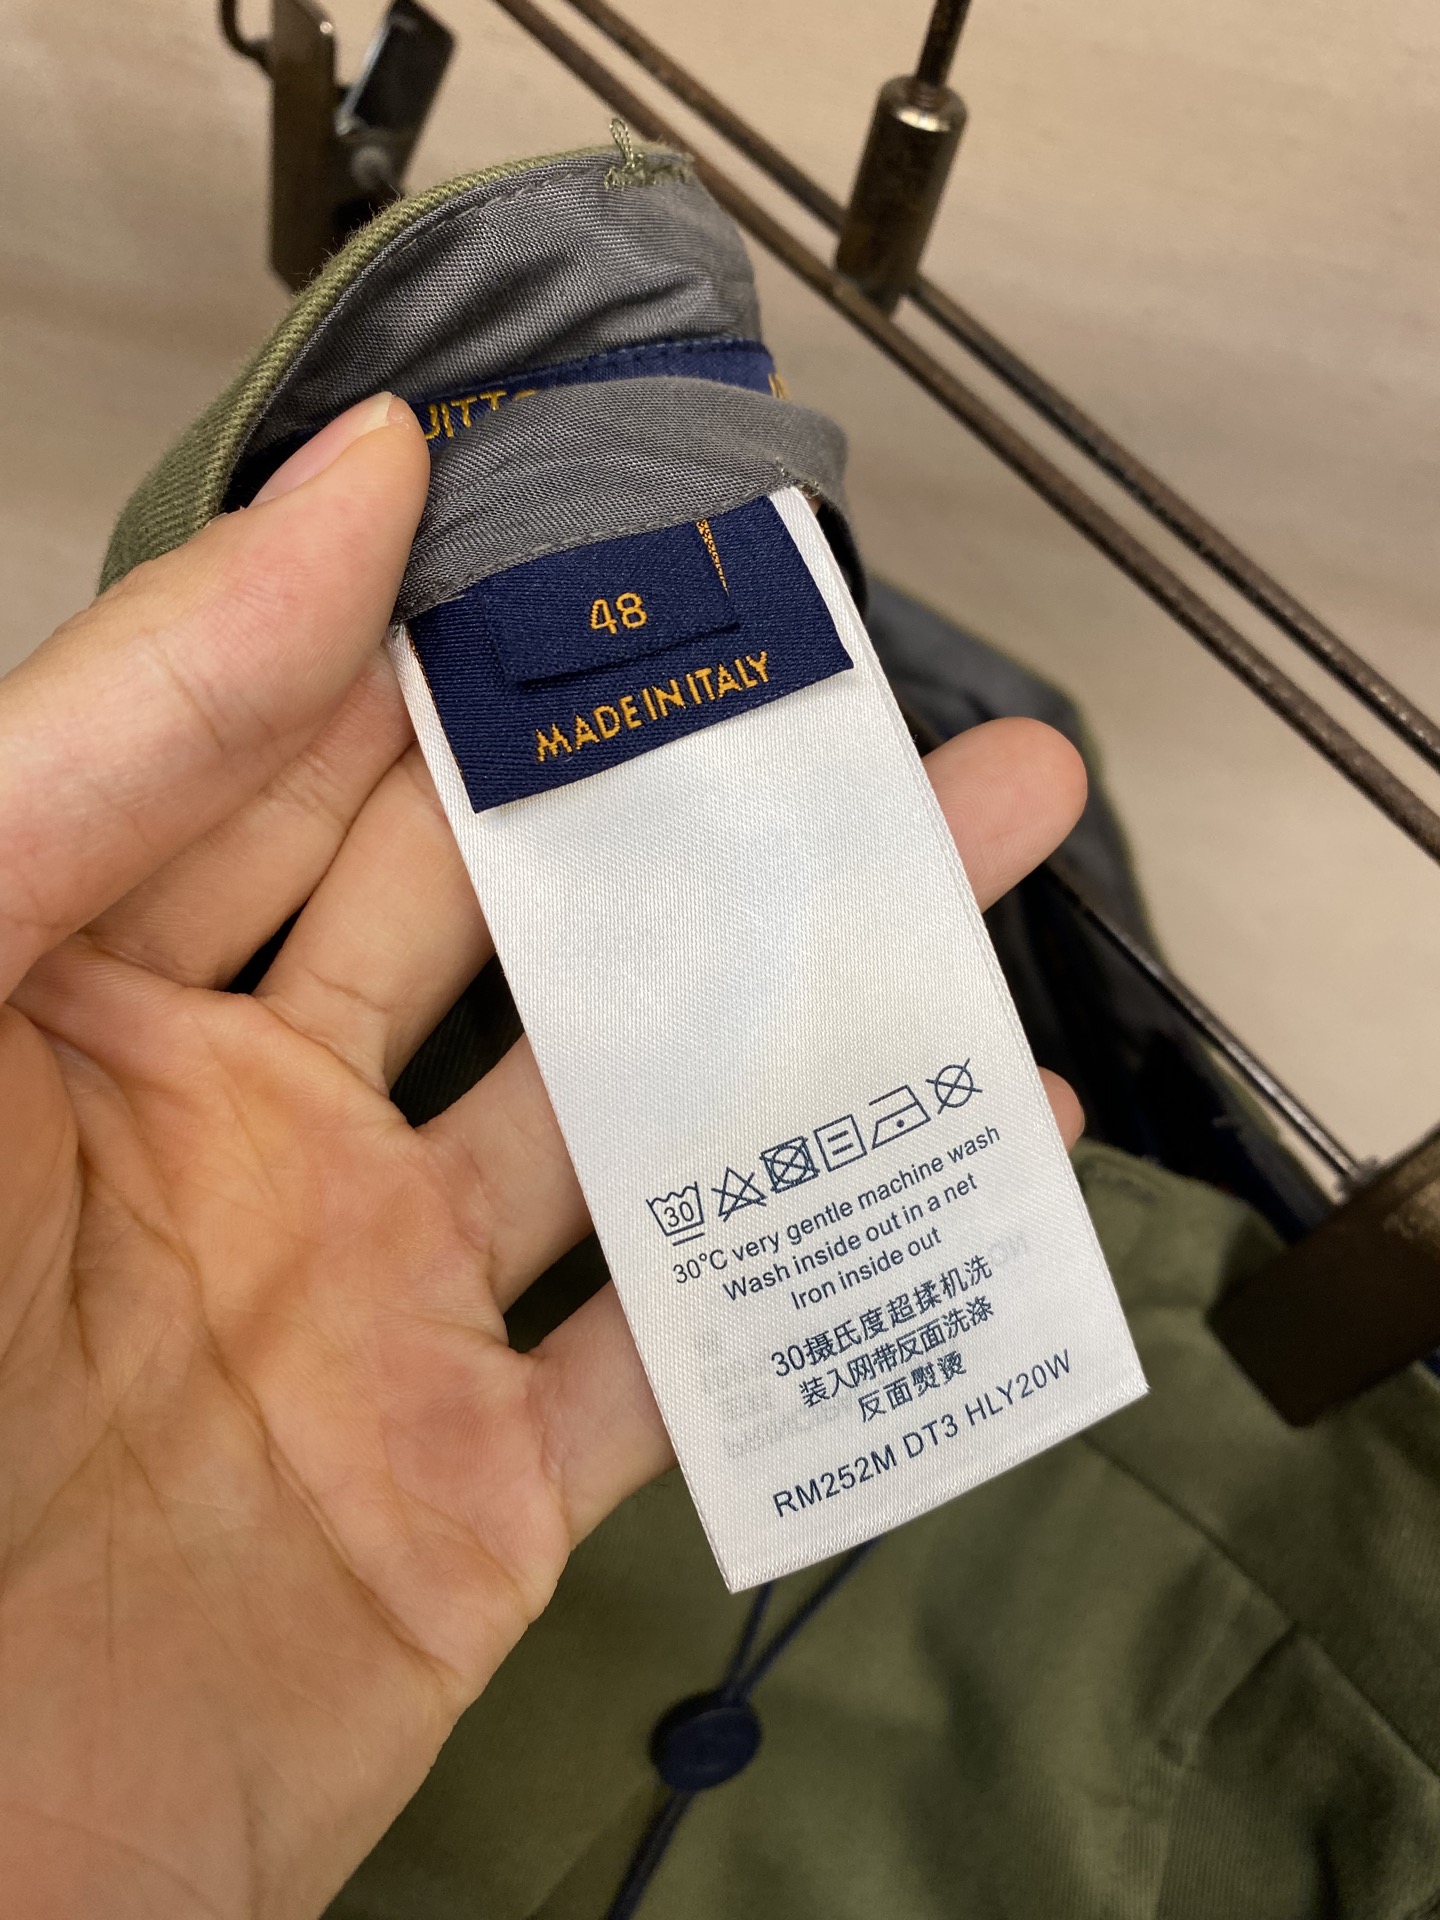 UITTO
48
MADE IN ITALY
30
30°C very gentle machine wash
Wash inside out in a net
Iron inside out
30摄氏度超揉机洗
装入网带反面洗涤
反面熨烫
RM252M DT3 HLY20W